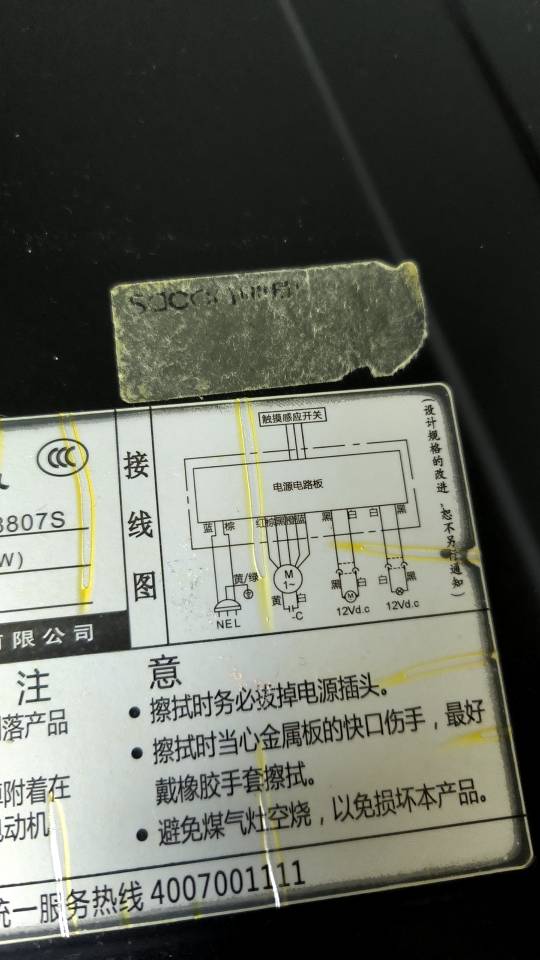 CCC
3807S
W)
有限公司
接线图
触摸感应开关
电源电路板
蓝 棕 黑 白 白 黑
黄/绿
M
1~
黄 白
C
黑 白 黑 白
M
NEL
12Vd.c 12Vd.c
(设计规格的改进,恕不另行通知)
注意
落产品
附着在
电动机
●擦拭时务必拔掉电源插头。
●擦拭时当心金属板的快口伤手,最好
戴橡胶手套擦拭。
●避免煤气灶空烧,以免损坏本产品。
统一服务热线 4007001111